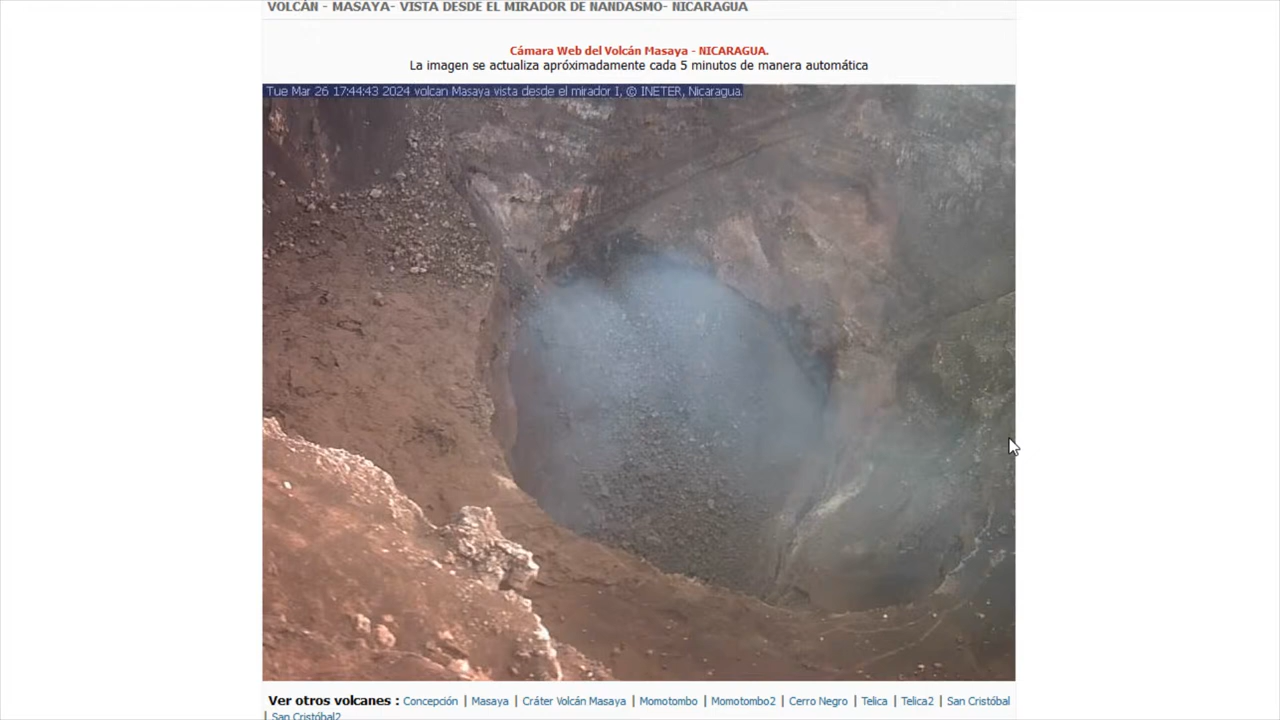 VOLCÁN - MASAYA- VISTA DESDE EL MIRADOR DE NANDASMO- NICARAGUA
Cámara Web del Volcán Masaya - NICARAGUA.
La imagen se actualiza apróximadamente cada 5 minutos de manera automática
Tue Mar 26 17:44:43 2024 volcan Masaya vista desde el mirador I, © INETER, Nicaragua.
Ver otros volcanes : Concepción | Masaya | Cráter Volcán Masaya | Momotombo | Momotombo2 | Cerro Negro | Telica | Telica2 | San Cristóbal
| San Cristóbal2